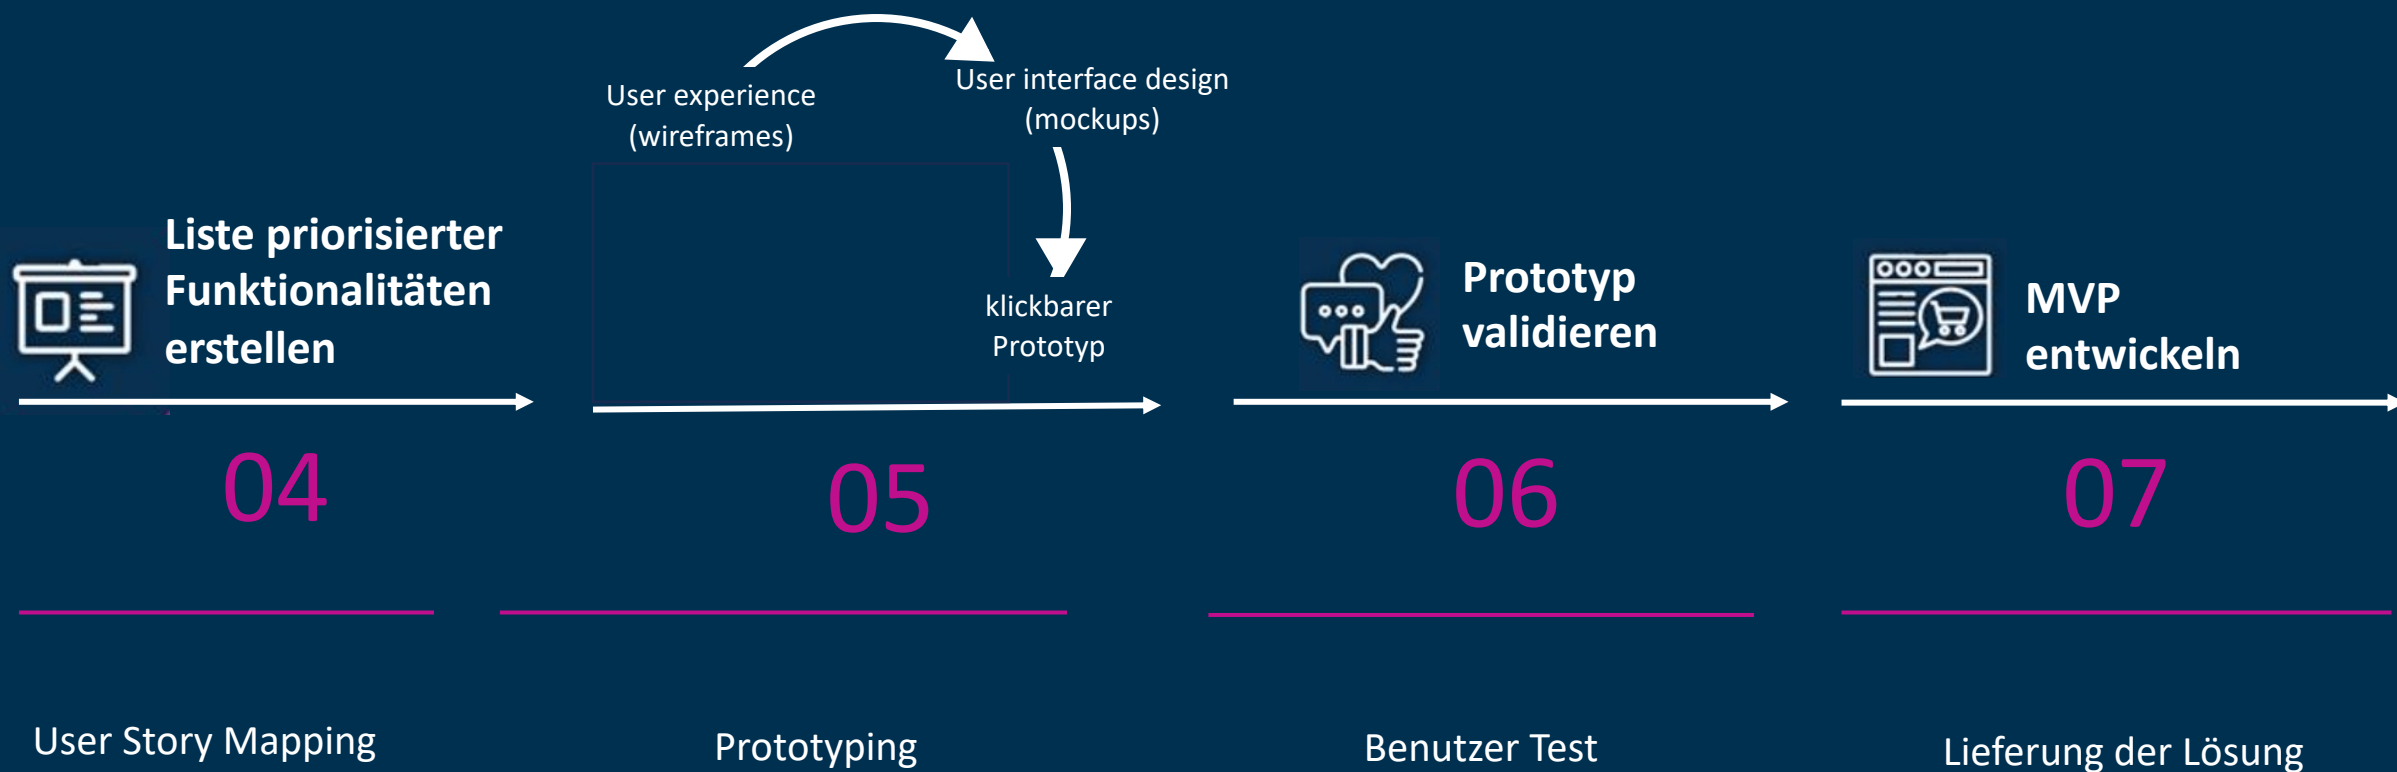 User experience
(wireframes)
User interface design
(mockups)
klickbarer
Prototyp
Liste priorisierter
Funktionalitäten
erstellen
Prototyp
validieren
MVP
entwickeln
04
05
06
07
User Story Mapping
Prototyping
Benutzer Test
Lieferung der Lösung